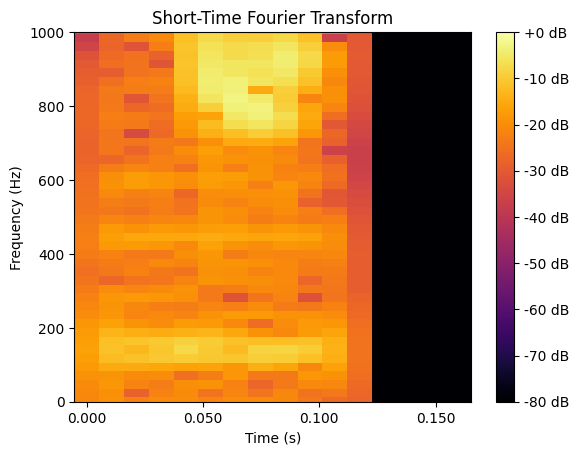 Short-Time Fourier Transform
1000
800
600
400
200
0
Frequency (Hz)
0.000
0.050
0.100
0.150
Time (s)
+0 dB
-10 dB
-20 dB
-30 dB
-40 dB
-50 dB
-60 dB
-70 dB
-80 dB